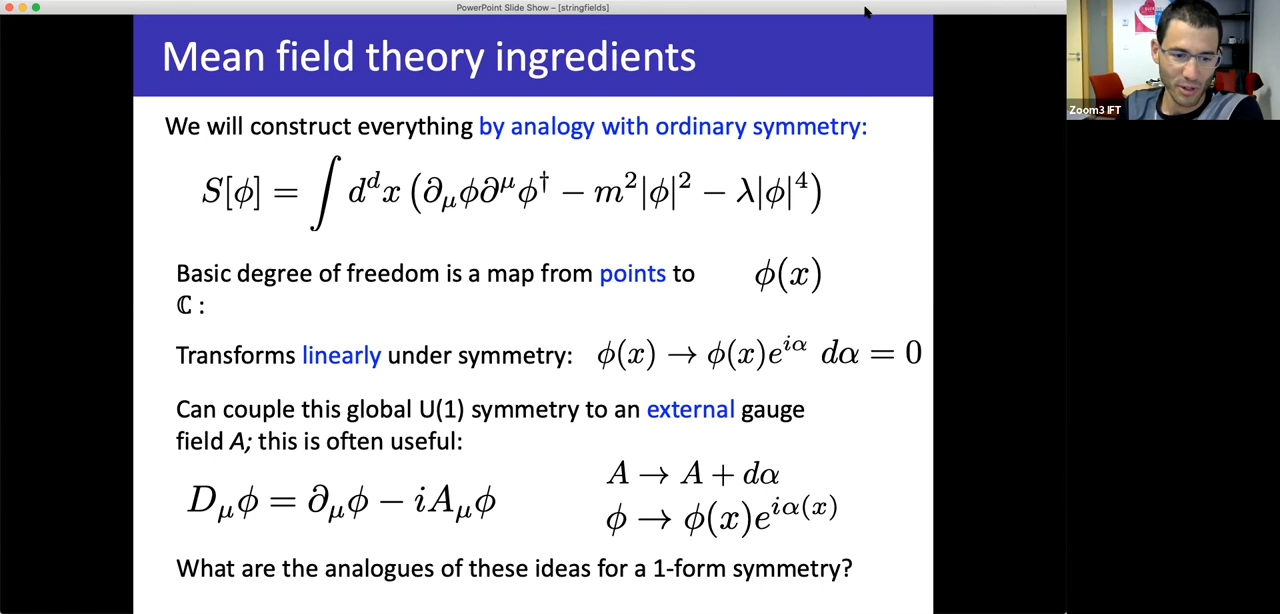 PowerPoint Slide Show – [stringfields]
Mean field theory ingredients
We will construct everything by analogy with ordinary symmetry:
S[ϕ] = ∫ dᵈx (∂_μϕ∂^μϕ† − m²|ϕ|² − λ|ϕ|⁴)
Basic degree of freedom is a map from points to ϕ(x)
ℂ :
Transforms linearly under symmetry: ϕ(x) → ϕ(x)e^{iα} dα = 0
Can couple this global U(1) symmetry to an external gauge
field A; this is often useful:
A → A + dα
D_μϕ = ∂_μϕ − iA_μϕ
ϕ → ϕ(x)e^{iα(x)}
What are the analogues of these ideas for a 1-form symmetry?
Zoom3 IFT